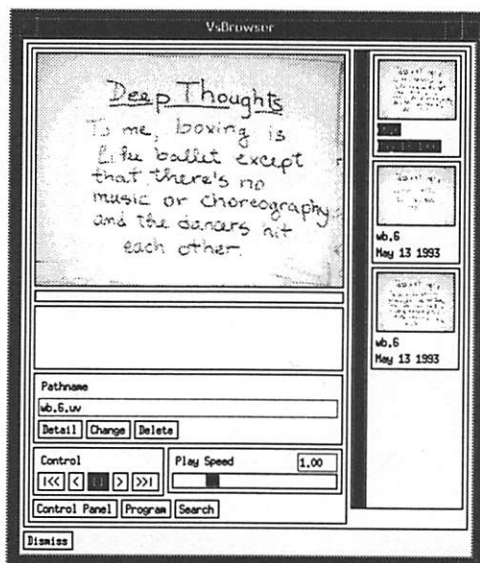 VsBrowser
Deep Thoughts
To me, boxing is
like ballet except
that there's no
music or choreography
and the dancers hit
each other.
wb.6
May 13 1993
wb.6
May 13 1993
Pathname
wb.6.uv
Detail Change Delete
Control
|<< < || > >>|
Play Speed 1.00
Control Panel Program Search
Dismiss